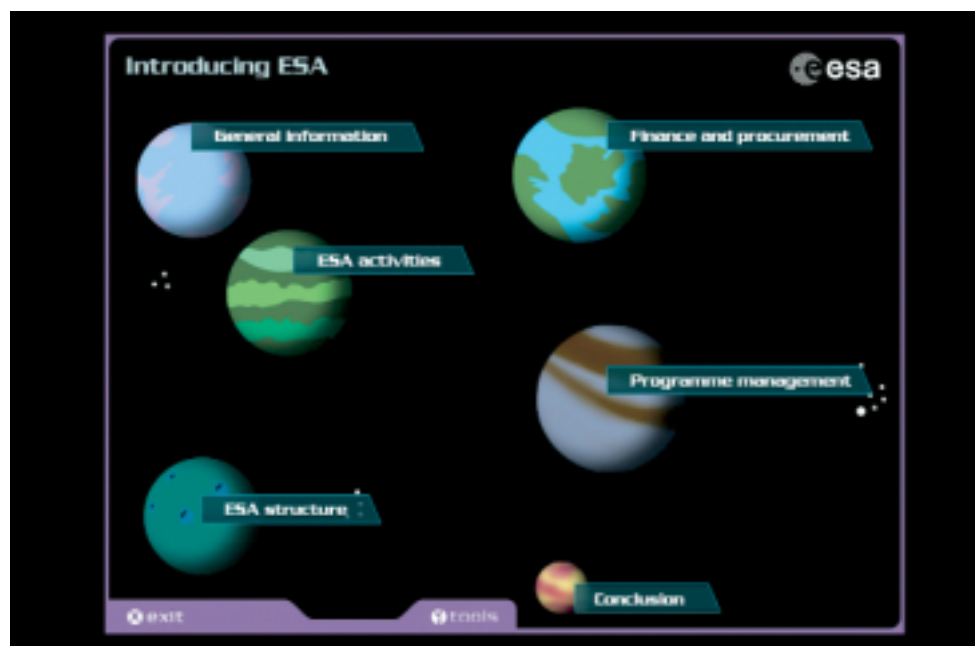 Introducing ESA
esa
General information
Finance and procurement
ESA activities
Programme management
ESA structure
Conclusion
exit
tools